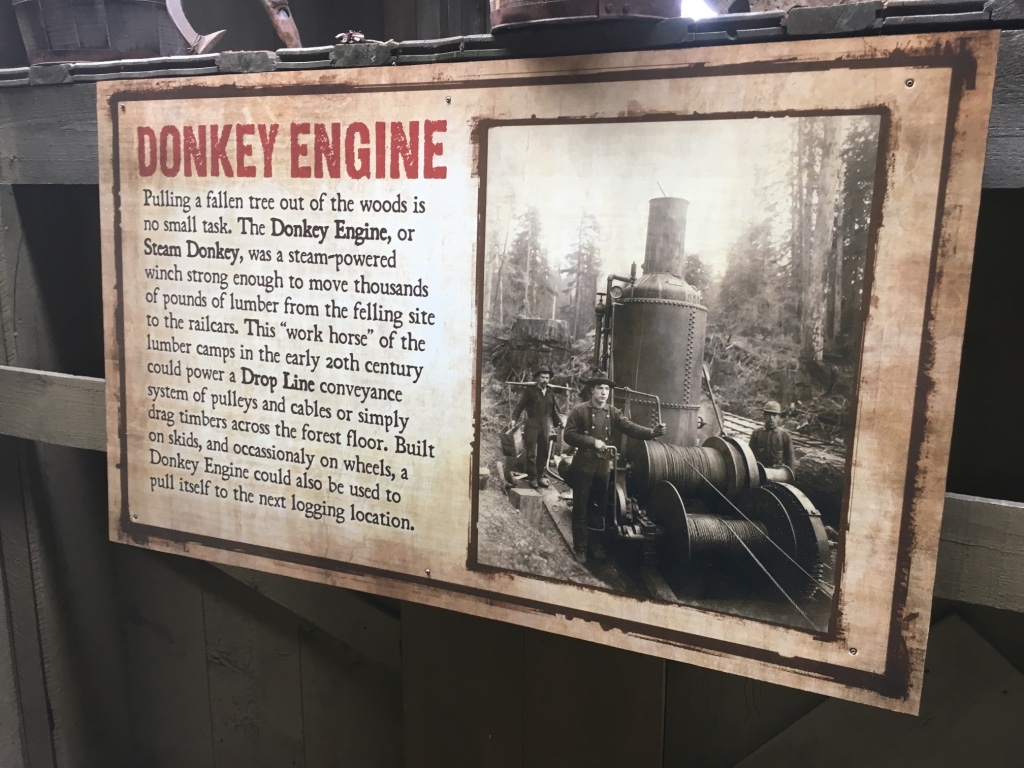 DONKEY ENGINE
Pulling a fallen tree out of the woods is
no small task. The Donkey Engine, or
Steam Donkey, was a steam-powered
winch strong enough to move thousands
of pounds of lumber from the felling site
to the railcars. This "work horse" of the
lumber camps in the early 20th century
could power a Drop Line conveyance
system of pulleys and cables or simply
drag timbers across the forest floor. Built
on skids, and occassionaly on wheels, a
Donkey Engine could also be used to
pull itself to the next logging location.